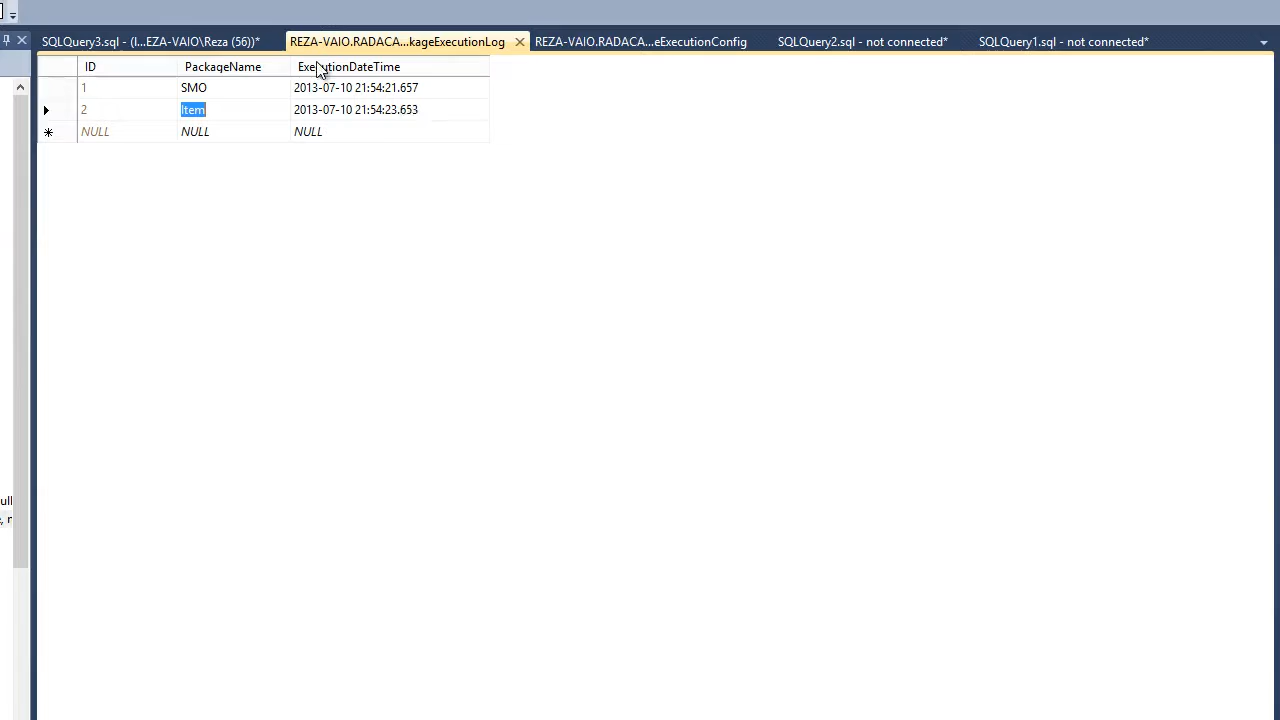 SQLQuery3.sql - (l...EZA-VAIO\Reza (56))* REZA-VAIO.RADACA...kageExecutionLog REZA-VAIO.RADACA...eExecutionConfig SQLQuery2.sql - not connected* SQLQuery1.sql - not connected*
ID PackageName ExecutionDateTime
1 SMO 2013-07-10 21:54:21.657
2 Item 2013-07-10 21:54:23.653
NULL NULL NULL
ull
, r